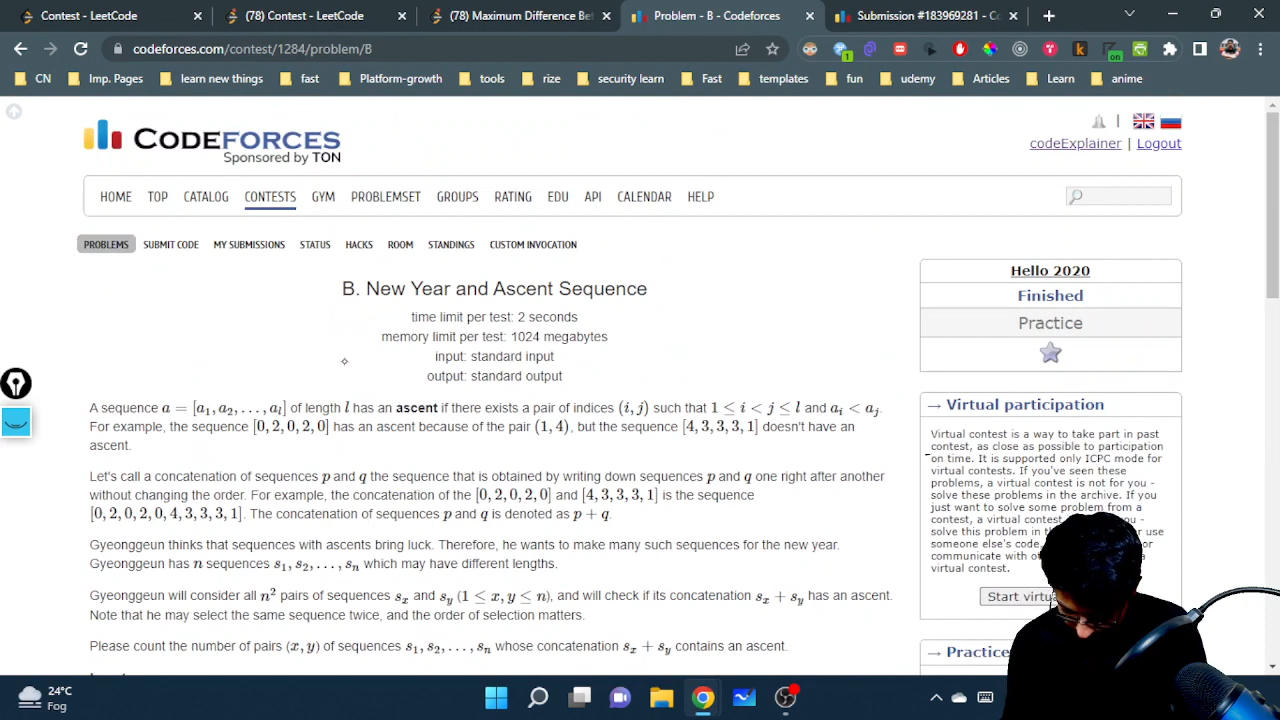 Contest - LeetCode
(78) Contest - LeetCode
(78) Maximum Difference Bet
Problem - B - Codeforces
Submission #183969281 - Co
codeforces.com/contest/1284/problem/B
CN
Imp. Pages
learn new things
fast
Platform-growth
tools
rize
security learn
Fast
templates
fun
udemy
Articles
Learn
anime
CODEFORCES
Sponsored by TON
codeExplainer | Logout
HOME TOP CATALOG CONTESTS GYM PROBLEMSET GROUPS RATING EDU API CALENDAR HELP
PROBLEMS SUBMIT CODE MY SUBMISSIONS STATUS HACKS ROOM STANDINGS CUSTOM INVOCATION
B. New Year and Ascent Sequence
time limit per test: 2 seconds
memory limit per test: 1024 megabytes
input: standard input
output: standard output
A sequence a = [a1, a2, . . . , al] of length l has an ascent if there exists a pair of indices (i, j) such that 1 ≤ i < j ≤ l and ai < aj.
For example, the sequence [0, 2, 0, 2, 0] has an ascent because of the pair (1, 4), but the sequence [4, 3, 3, 3, 1] doesn't have an
ascent.
Let's call a concatenation of sequences p and q the sequence that is obtained by writing down sequences p and q one right after another
without changing the order. For example, the concatenation of the [0, 2, 0, 2, 0] and [4, 3, 3, 3, 1] is the sequence
[0, 2, 0, 2, 0, 4, 3, 3, 3, 1]. The concatenation of sequences p and q is denoted as p + q.
Gyeonggeun thinks that sequences with ascents bring luck. Therefore, he wants to make many such sequences for the new year.
Gyeonggeun has n sequences s1, s2, . . . , sn which may have different lengths.
Gyeonggeun will consider all n² pairs of sequences sx and sy (1 ≤ x, y ≤ n), and will check if its concatenation sx + sy has an ascent.
Note that he may select the same sequence twice, and the order of selection matters.
Please count the number of pairs (x, y) of sequences s1, s2, . . . , sn whose concatenation sx + sy contains an ascent.
Hello 2020
Finished
Practice
→ Virtual participation
Virtual contest is a way to take part in past
contest, as close as possible to participation
on time. It is supported only ICPC mode for
virtual contests. If you've seen these
problems, a virtual contest is not for you -
solve these problems in the archive. If you
just want to solve some problem from a
contest, a virtual contest you -
solve this problem in th r use
someone else's code,
communicate with ot
virtual contest.
Start virtu
→ Practice
24°C
Fog
1
on